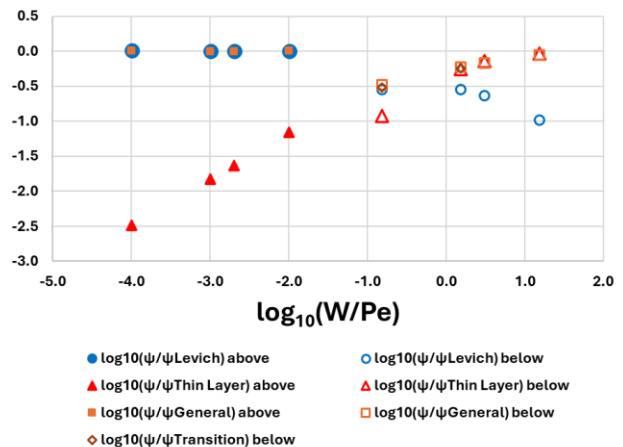 0.5
0.0
-0.5
-1.0
-1.5
-2.0
-2.5
-3.0
-5.0 -4.0 -3.0 -2.0 -1.0 0.0 1.0 2.0
log₁₀(W/Pe)
log10(ψ/ψLevich) above log10(ψ/ψLevich) below
log10(ψ/ψThin Layer) above log10(ψ/ψThin Layer) below
log10(ψ/ψGeneral) above log10(ψ/ψGeneral) below
log10(ψ/ψTransition) below